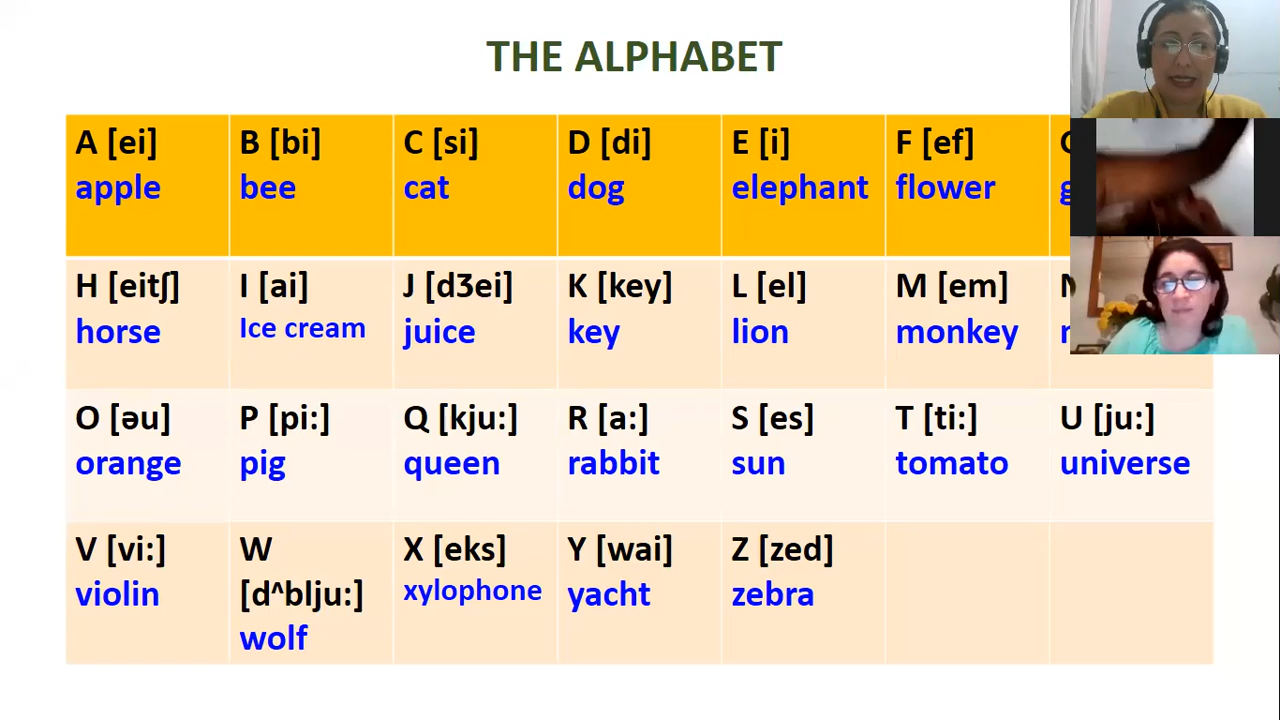 THE ALPHABET
A [ei]
apple
B [bi]
bee
C [si]
cat
D [di]
dog
E [i]
elephant
F [ef]
flower
H [eitʃ]
horse
I [ai]
Ice cream
J [dƷei]
juice
K [key]
key
L [el]
lion
M [em]
monkey
O [əu]
orange
P [pi:]
pig
Q [kju:]
queen
R [a:]
rabbit
S [es]
sun
T [ti:]
tomato
U [ju:]
universe
V [vi:]
violin
W
[d^blju:]
wolf
X [eks]
xylophone
Y [wai]
yacht
Z [zed]
zebra